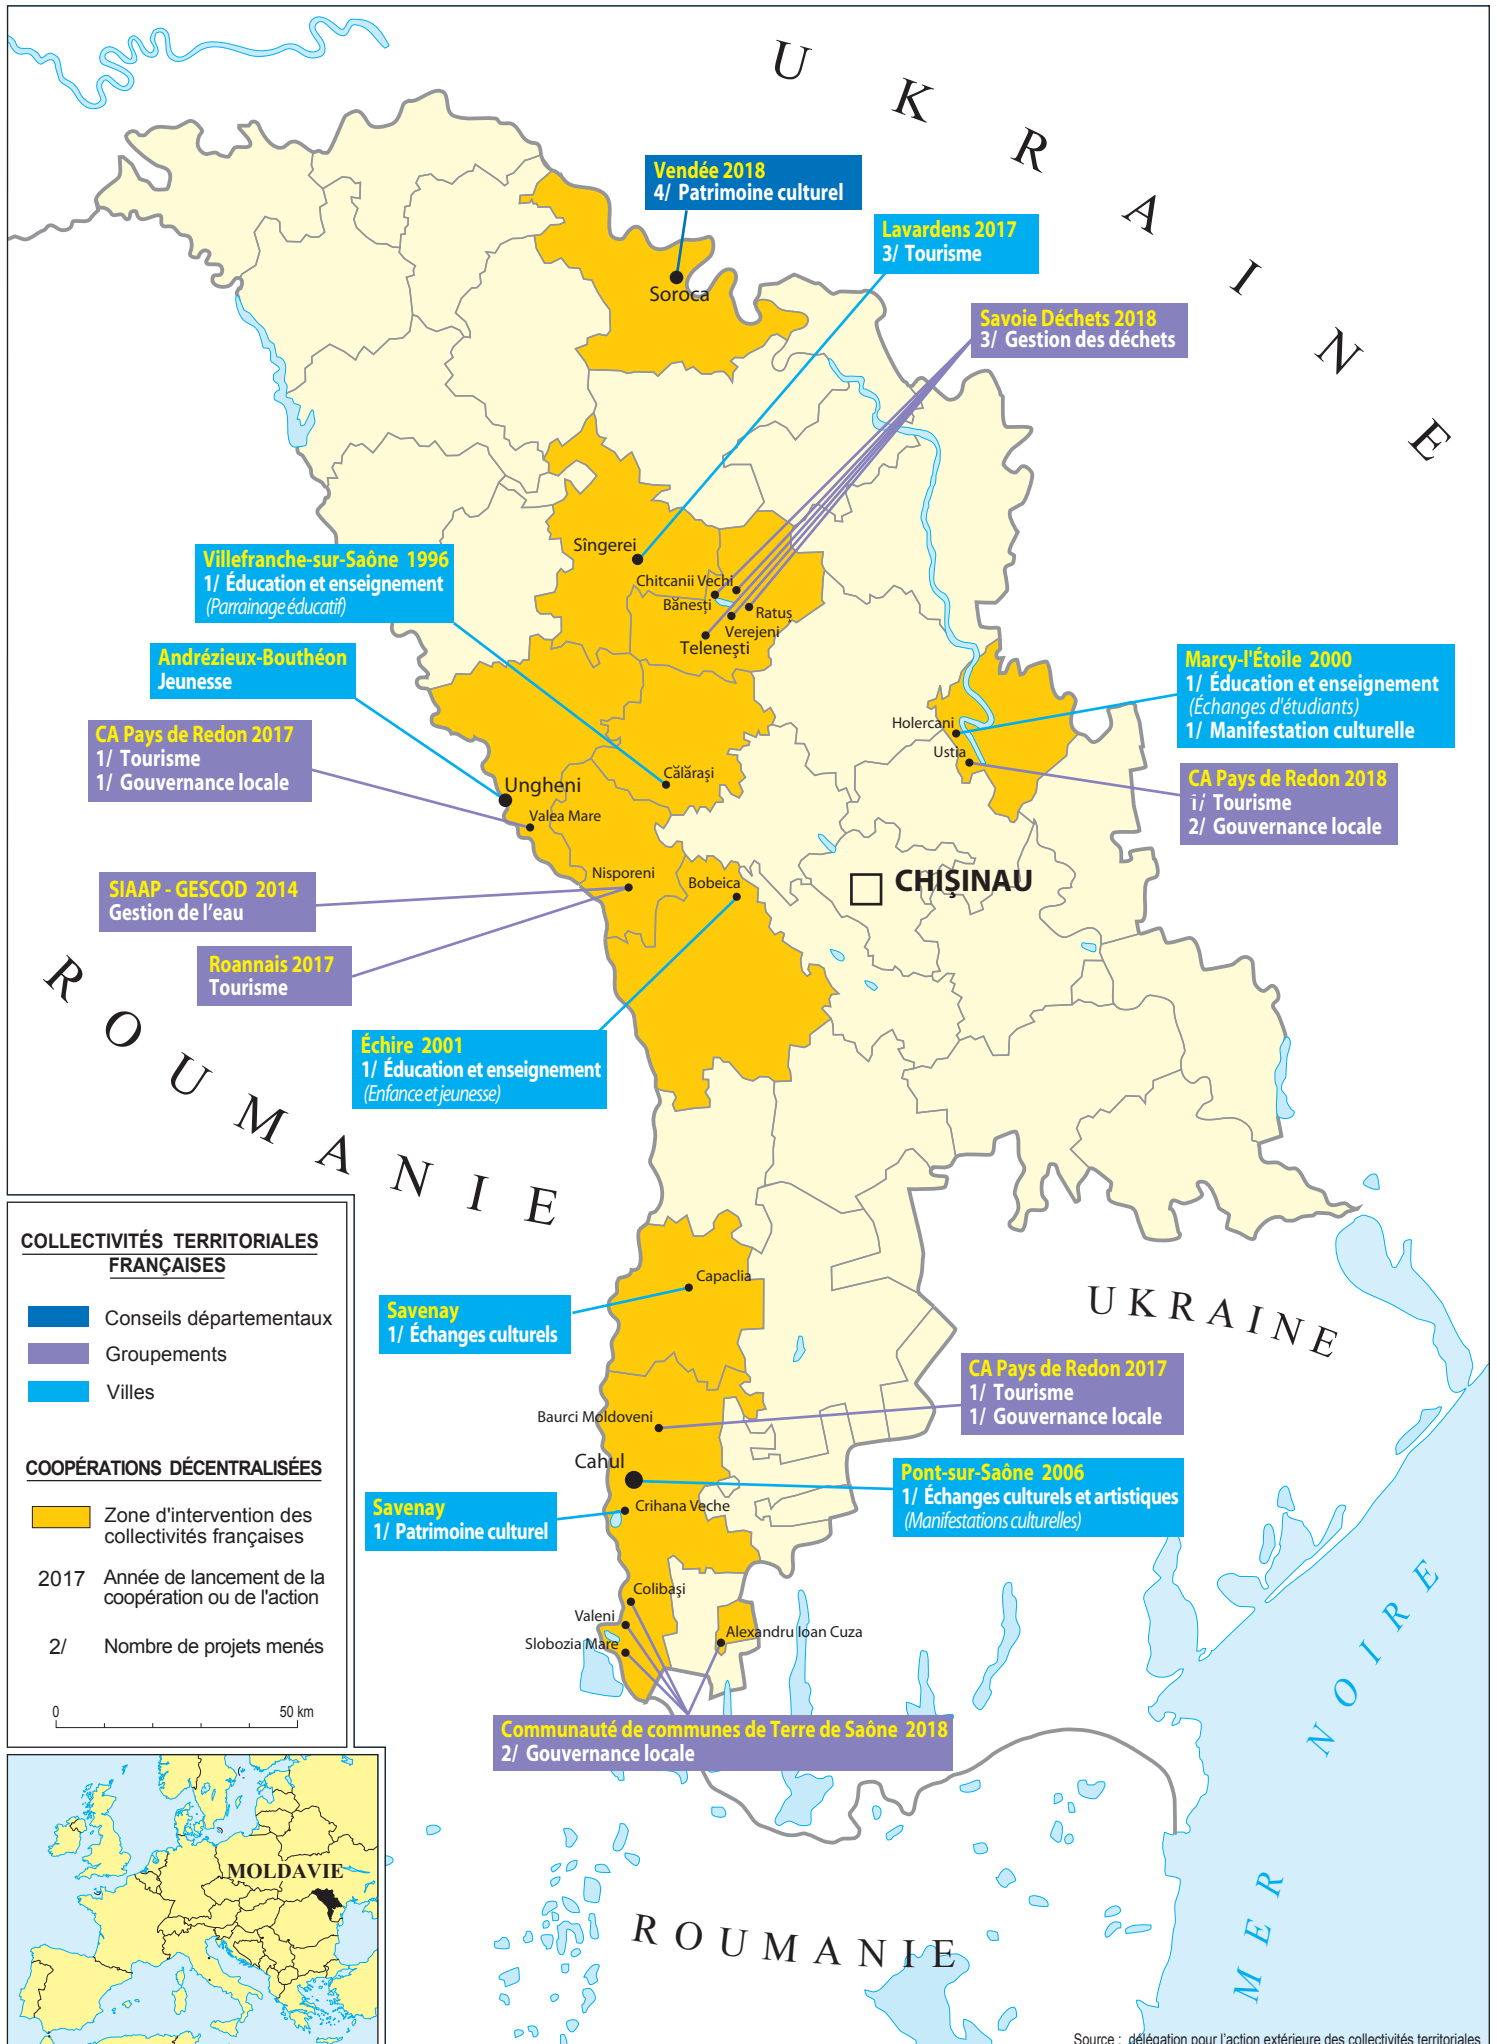 UKRAINE
Vendée 2018
4/ Patrimoine culturel
Lavardens 2017
3/ Tourisme
Soroca
Savoie Déchets 2018
3/ Gestion des déchets
Sîngerei
Villefranche-sur-Saône 1996
1/ Éducation et enseignement
(Parrainage éducatif)
Chitcanii Vechi
Bănești
Ratuș
Verejeni
Telenești
Andrézieux-Bouthéon
Jeunesse
Marcy-l'Étoile 2000
1/ Éducation et enseignement
(Échanges d'étudiants)
1/ Manifestation culturelle
Holercani
Ustia
CA Pays de Redon 2017
1/ Tourisme
1/ Gouvernance locale
Călărași
Ungheni
Valea Mare
CA Pays de Redon 2018
1/ Tourisme
2/ Gouvernance locale
SIAAP - GESCOD 2014
Gestion de l'eau
Nisporeni
Bobeica
CHIŞINAU
Roannais 2017
Tourisme
ROUMANIE
Échire 2001
1/ Éducation et enseignement
(Enfance et jeunesse)
COLLECTIVITÉS TERRITORIALES
FRANÇAISES
Conseils départementaux
Groupements
Villes
Capaclia
Savenay
1/ Échanges culturels
UKRAINE
CA Pays de Redon 2017
1/ Tourisme
1/ Gouvernance locale
Baurci Moldoveni
Cahul
COOPÉRATIONS DÉCENTRALISÉES
Zone d'intervention des
collectivités françaises
2017 Année de lancement de la
coopération ou de l'action
2/ Nombre de projets menés
0 50 km
Pont-sur-Saône 2006
1/ Échanges culturels et artistiques
(Manifestations culturelles)
Savenay
1/ Patrimoine culturel
Crihana Veche
Colibași
Valeni
Slobozia Mare
Alexandru Ioan Cuza
Communauté de communes de Terre de Saône 2018
2/ Gouvernance locale
MER NOIRE
MOLDAVIE
ROUMANIE
Source : délégation pour l'action extérieure des collectivités territoriales